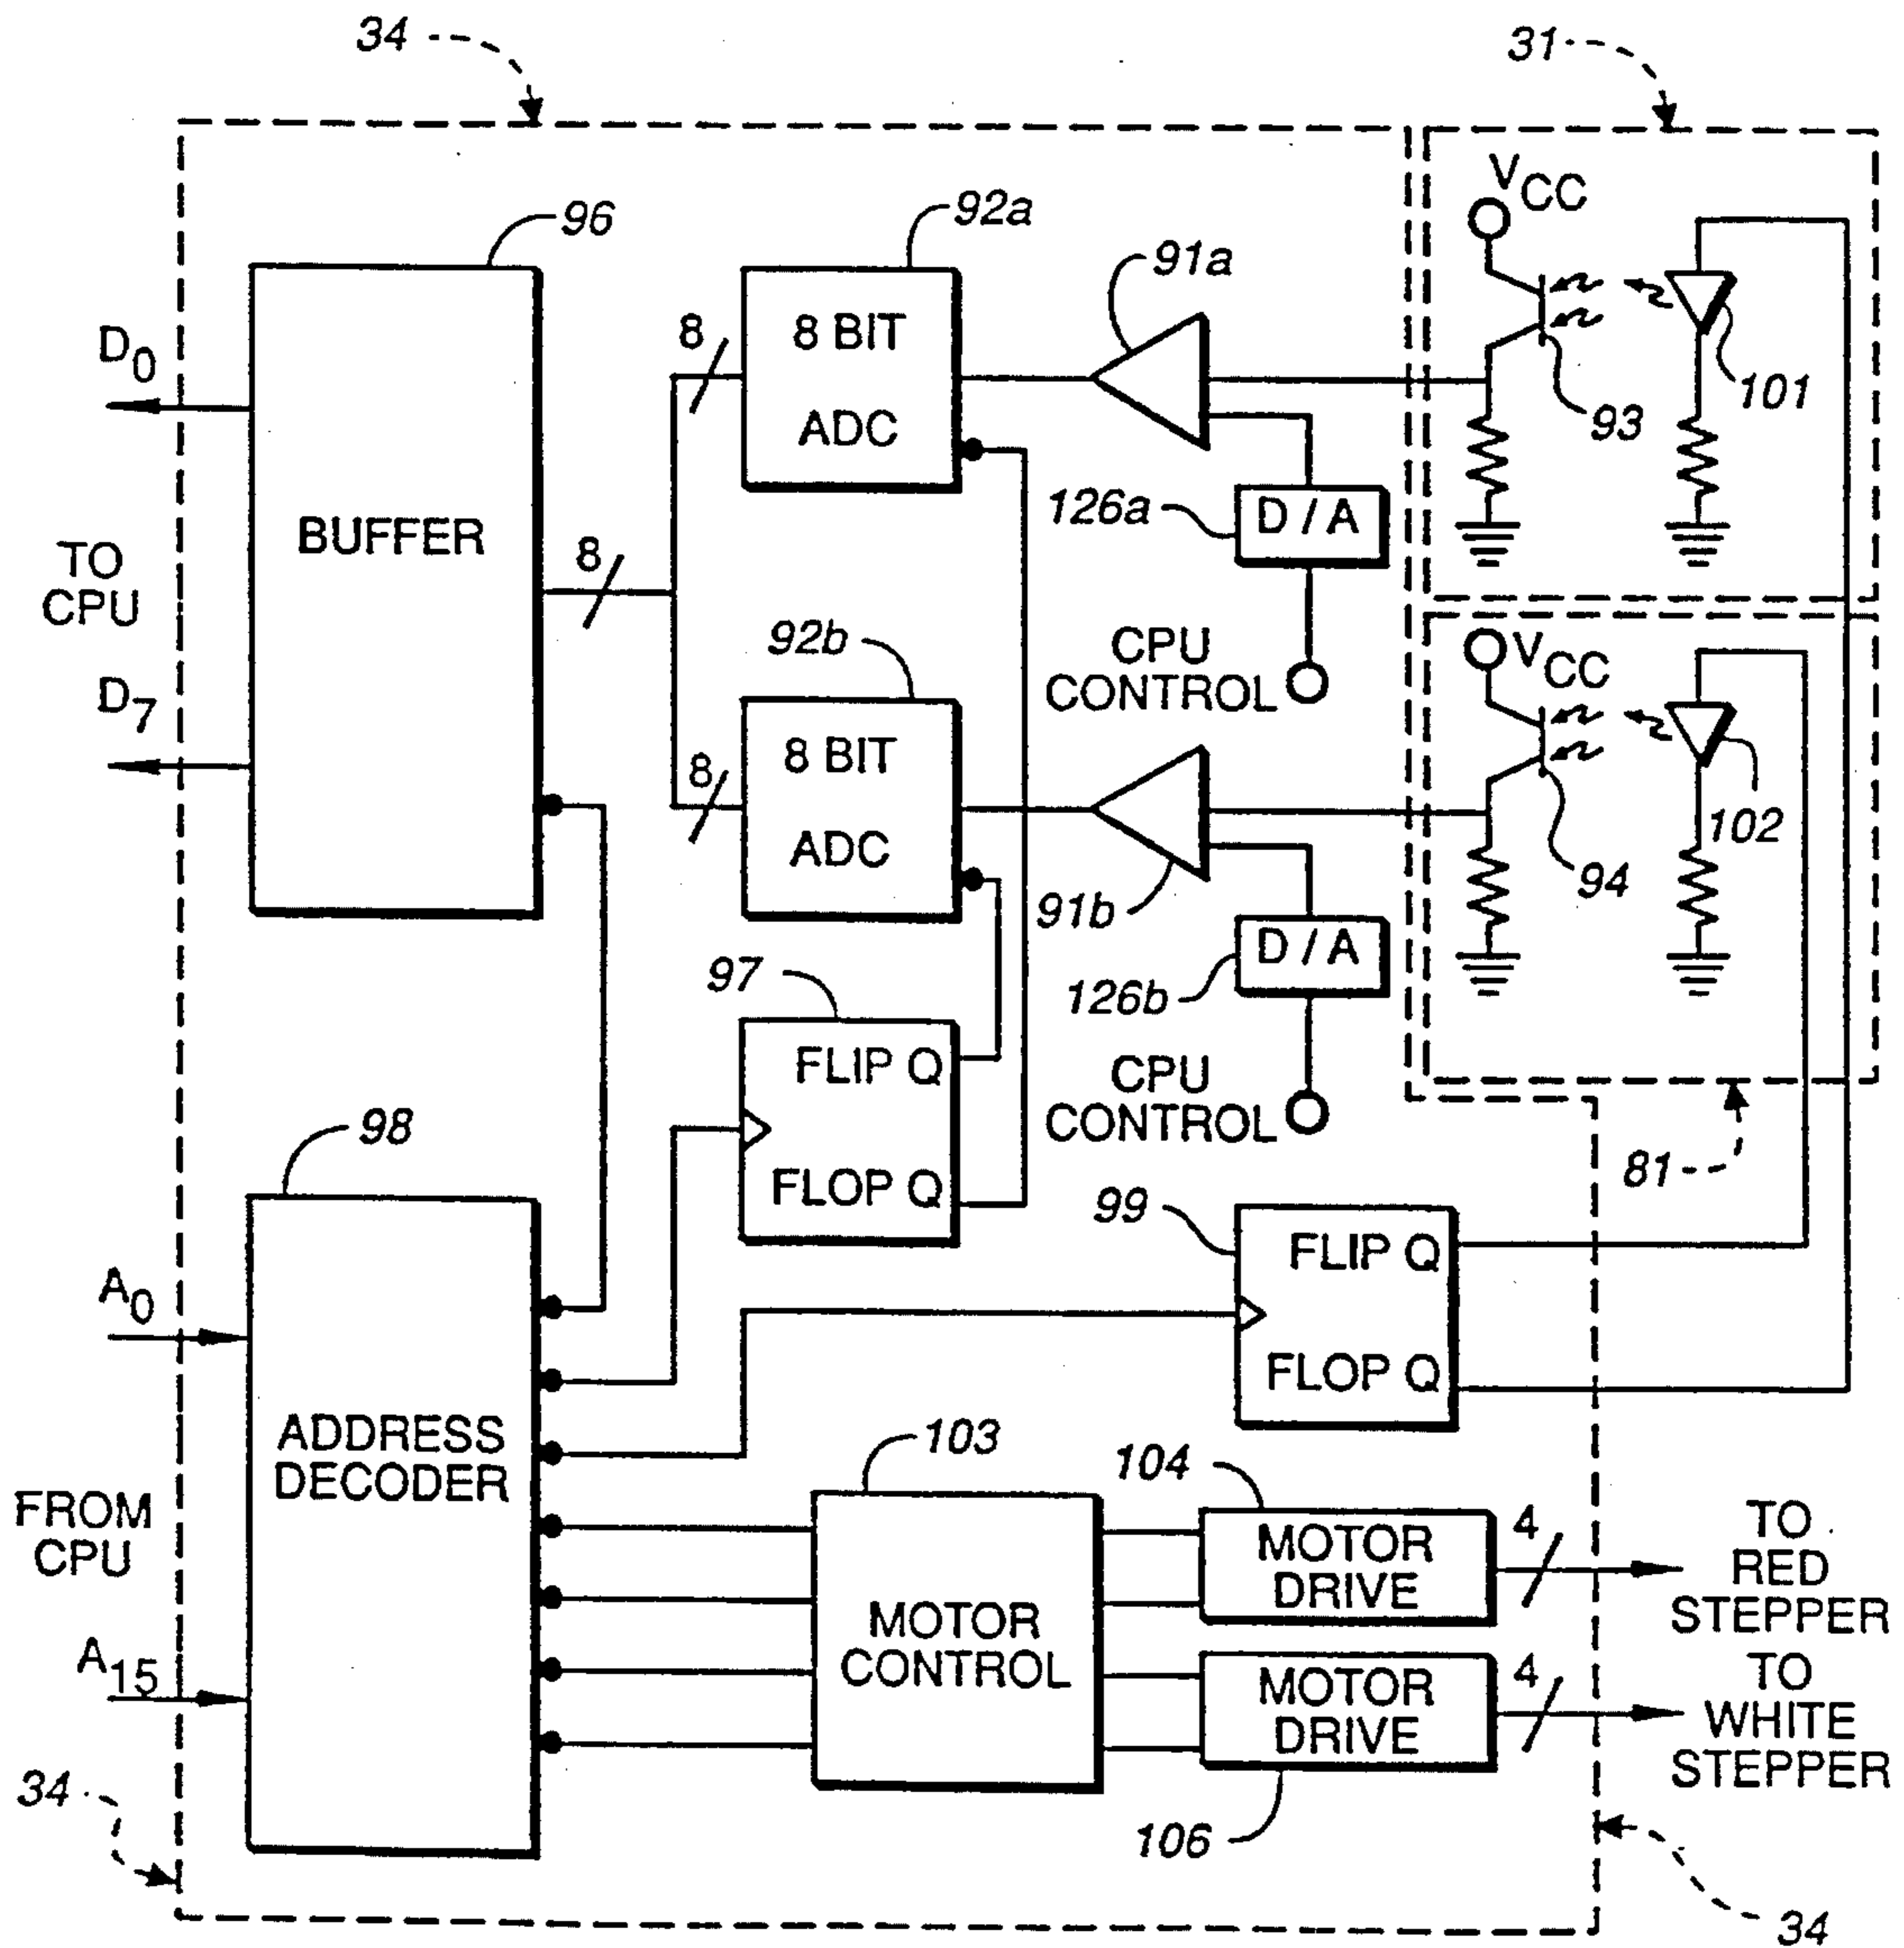 34
31
96
92a
91a
V
CC
D0
8
8 BIT
ADC
93
101
126a
D / A
BUFFER
8
TO
CPU
92b
CPU
CONTROL
VCC
D7
8
8 BIT
ADC
102
94
91b
D / A
126b
97
FLIP Q
FLOP Q
CPU
CONTROL
81
98
99
FLIP Q
FLOP Q
A0
ADDRESS
DECODER
103
104
FROM
CPU
MOTOR
DRIVE
4
TO
RED
STEPPER
MOTOR
CONTROL
A15
MOTOR
DRIVE
4
TO
WHITE
STEPPER
34
106
34